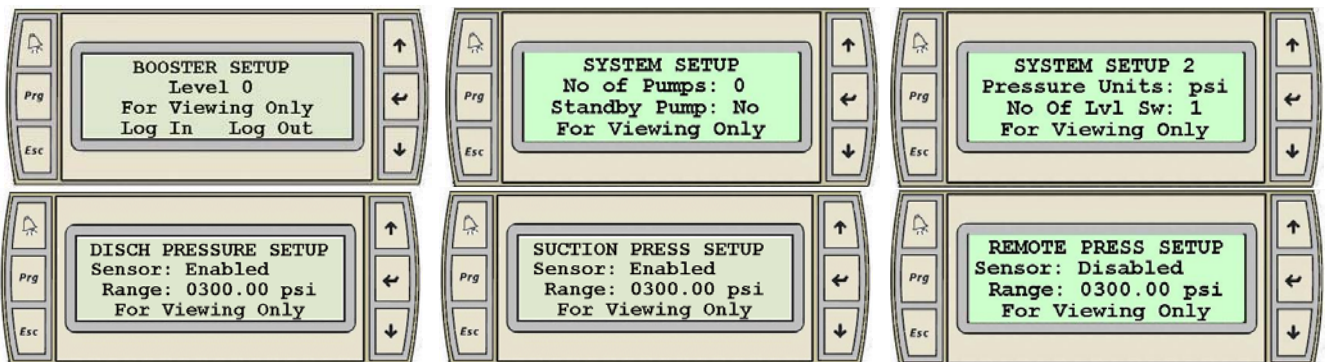 BOOSTER SETUP
Level 0
For Viewing Only
Log In Log Out
Prg
Esc
SYSTEM SETUP
No of Pumps: 0
Standby Pump: No
For Viewing Only
Prg
Esc
SYSTEM SETUP 2
Pressure Units: psi
No Of Lvl Sw: 1
For Viewing Only
Prg
Esc
DISCH PRESSURE SETUP
Sensor: Enabled
Range: 0300.00 psi
For Viewing Only
Prg
Esc
SUCTION PRESS SETUP
Sensor: Enabled
Range: 0300.00 psi
For Viewing Only
Prg
Esc
REMOTE PRESS SETUP
Sensor: Disabled
Range: 0300.00 psi
For Viewing Only
Prg
Esc